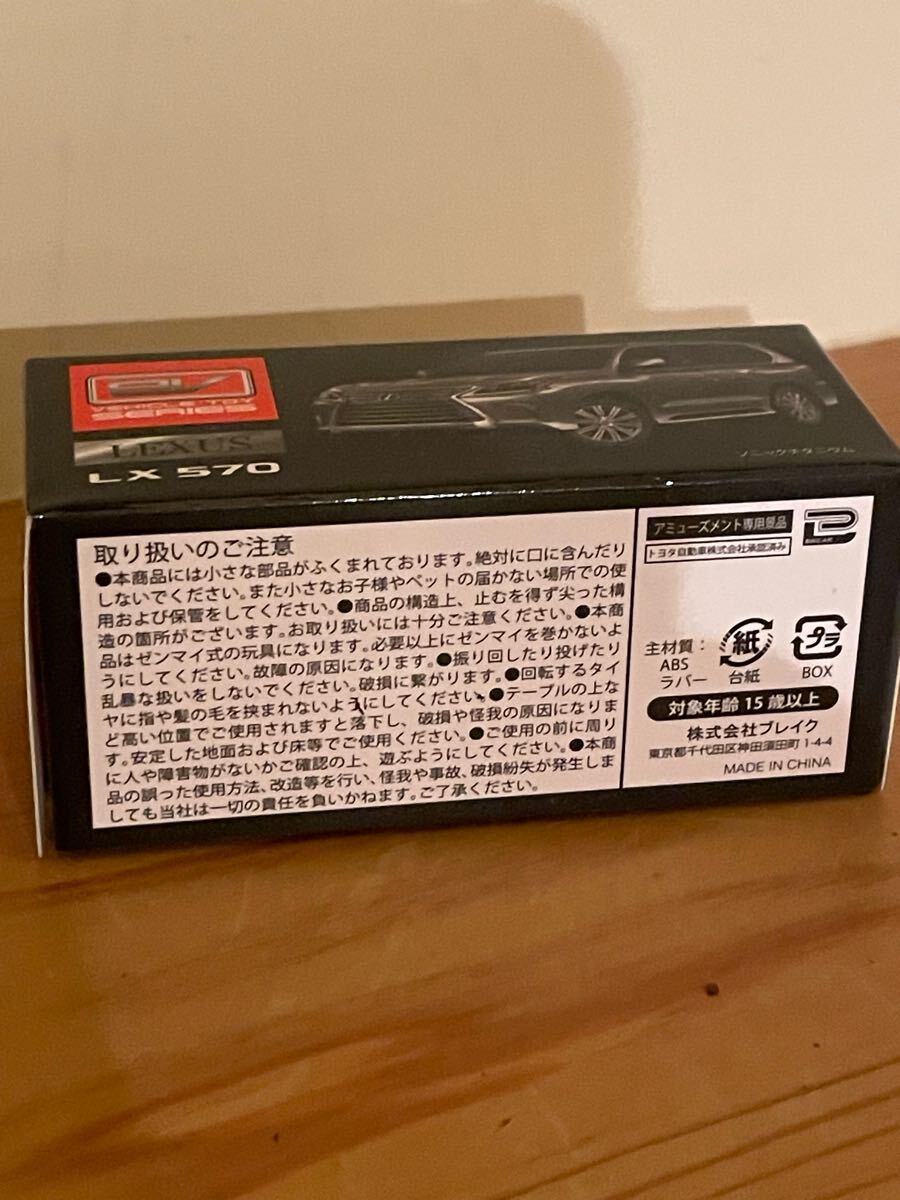 VEHICLE TOY
SERIES
LEXUS
LX 570
ソニックチタニウム
取り扱いのご注意
●本商品には小さな部品がふくまれております。絶対に口に含んだり
しないでください。また小さなお子様やペットの届かない場所での使
用および保管をしてください。●商品の構造上、止むを得ず尖った構
造の箇所がございます。お取り扱いには十分ご注意ください。●本商
品はゼンマイ式の玩具になります。必要以上にゼンマイを巻かないよ
うにしてください。故障の原因になります。●振り回したり投げたり
乱暴な扱いをしないでください。破損に繋がります。●回転するタイ
ヤに指や髪の毛を挟まれないようにしてください。●テーブルの上な
ど高い位置でご使用されますと落下し、破損や怪我の原因になりま
す。安定した地面および床等でご使用ください。●ご使用の前に周り
に人や障害物がないかご確認の上、遊ぶようにしてください。●本商
品の誤った使用方法、改造等を行い、怪我や事故、破損紛失が発生しま
しても当社は一切の責任を負いかねます。ご了承ください。
アミューズメント専用景品
トヨタ自動車株式会社承認済み
主材質：
ABS
ラバー
紙
台紙
プラ
BOX
対象年齢 15 歳以上
株式会社ブレイク
東京都千代田区神田須田町 1-4-4
MADE IN CHINA